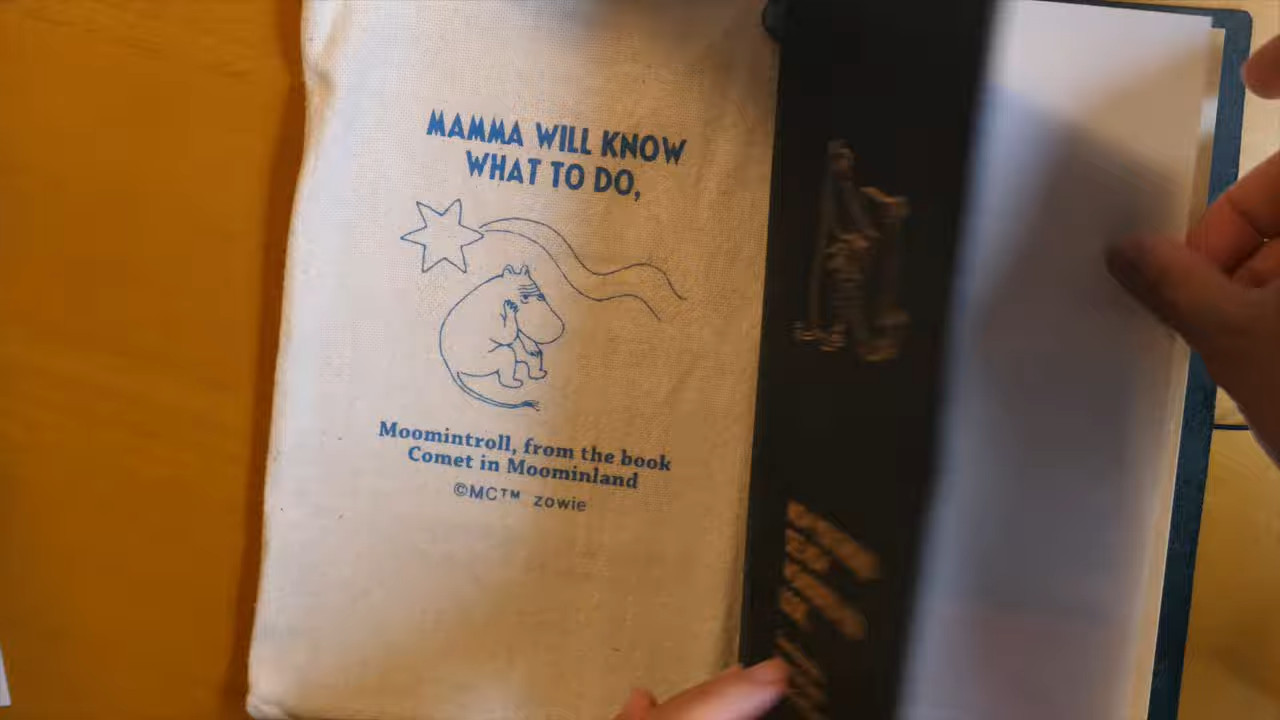 MAMMA WILL KNOW
WHAT TO DO,
Moomintroll, from the book
Comet in Moominland
©MC™ zowie